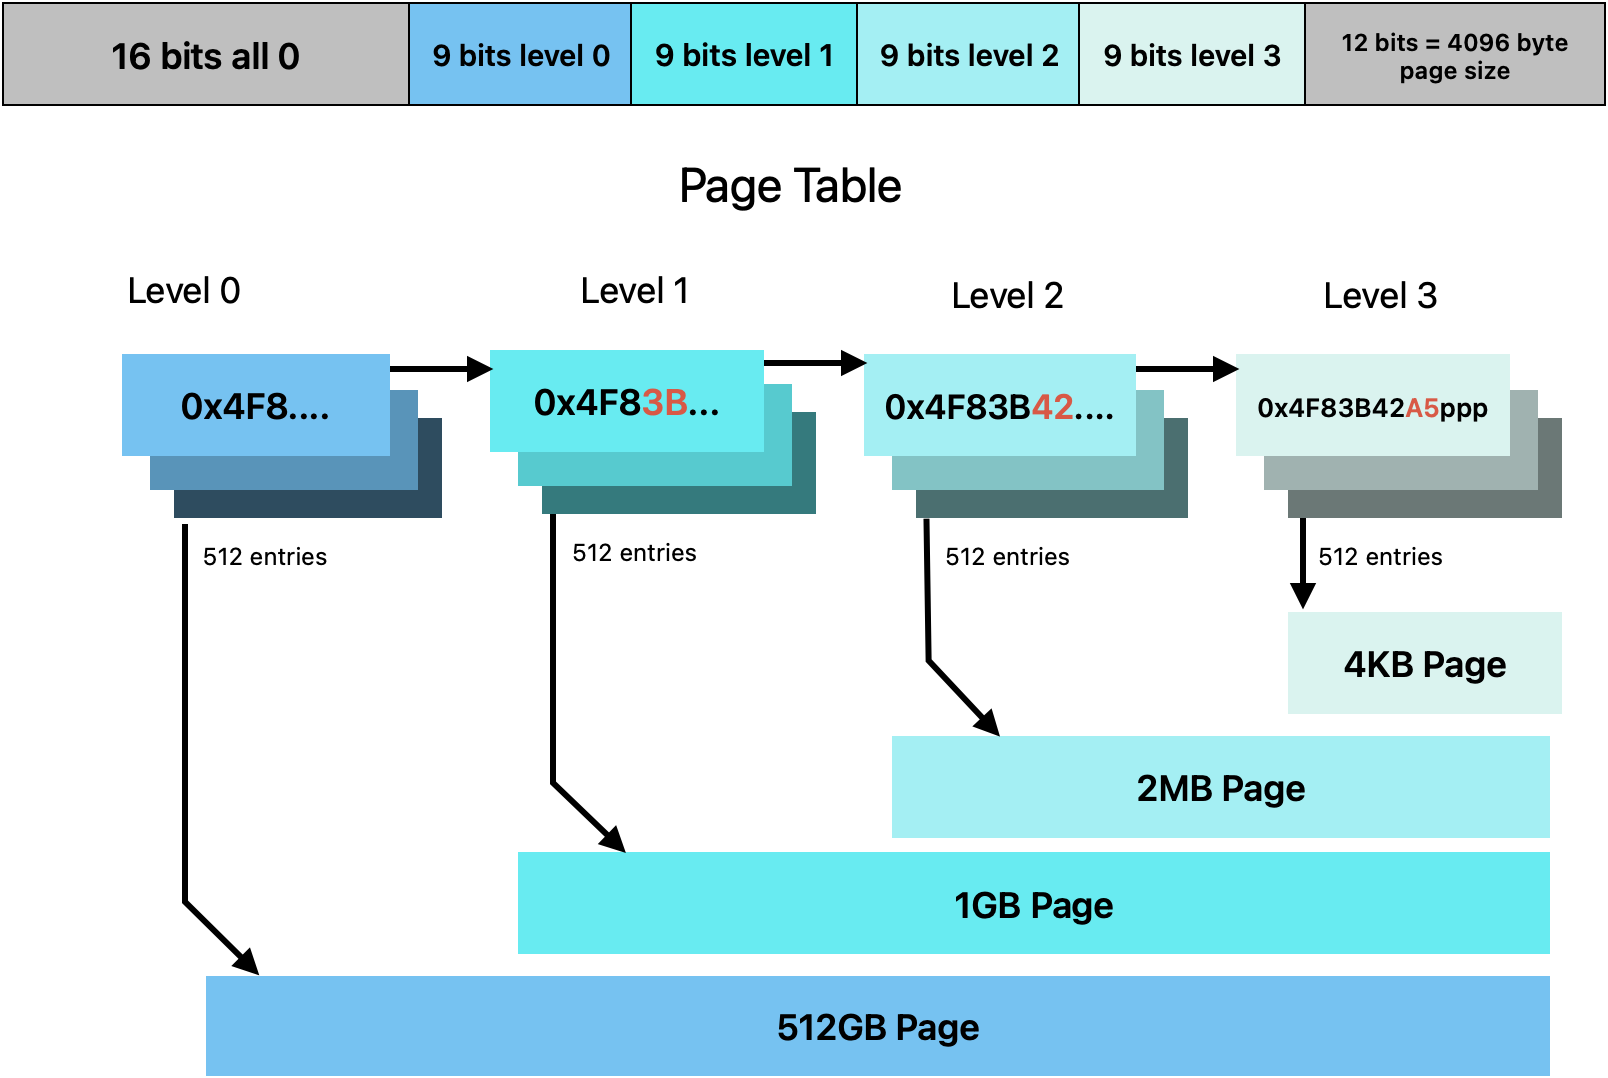 16 bits all 0
9 bits level 0
9 bits level 1
9 bits level 2
9 bits level 3
12 bits = 4096 byte
page size
Page Table
Level 0
Level 1
Level 2
Level 3
0x4F8....
0x4F83B...
0x4F83B42....
0x4F83B42A5ppp
512 entries
512 entries
512 entries
512 entries
4KB Page
2MB Page
1GB Page
512GB Page